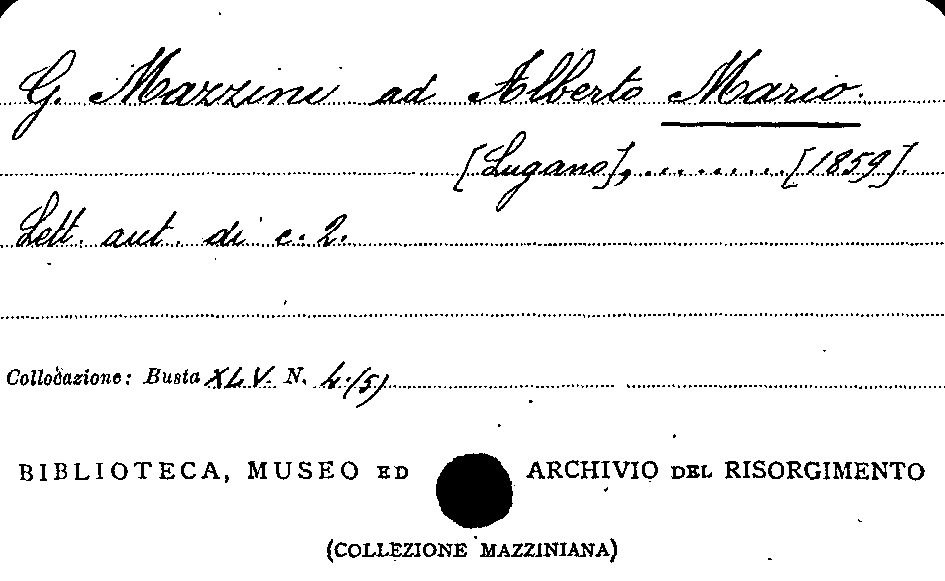 G. Mazzini ad Alberto Mario.
[Lugano], ......... [1859].
Lett. aut. di c. 2.
Collocazione: Busta XLV. N. 4.(5)
BIBLIOTECA, MUSEO ED ARCHIVIO DEL RISORGIMENTO
(COLLEZIONE MAZZINIANA)